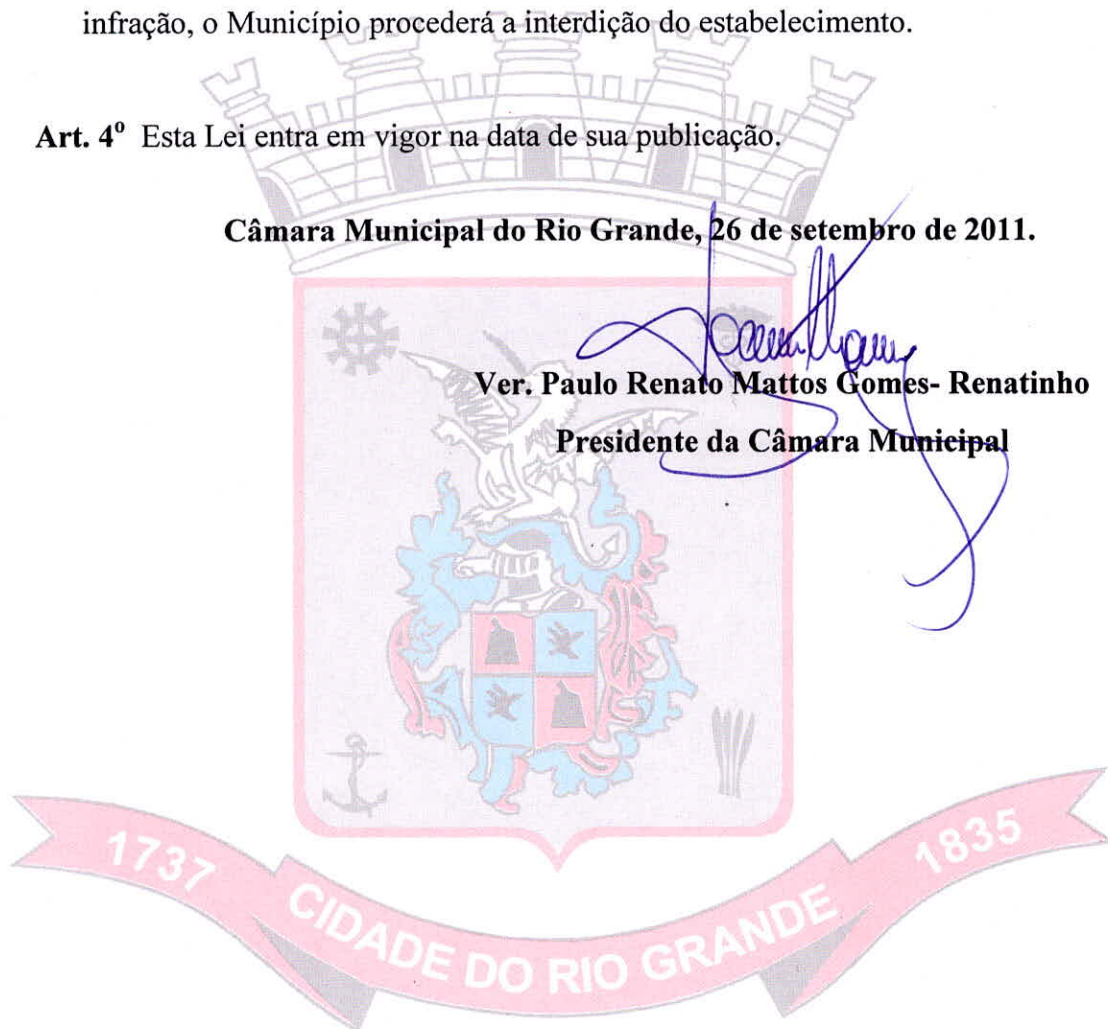 infração, o Município procederá a interdição do estabelecimento.
Art. 4º Esta Lei entra em vigor na data de sua publicação.
Câmara Municipal do Rio Grande, 26 de setembro de 2011.
Ver. Paulo Renato Mattos Gomes- Renatinho
Presidente da Câmara Municipal
1737 CIDADE DO RIO GRANDE 1835